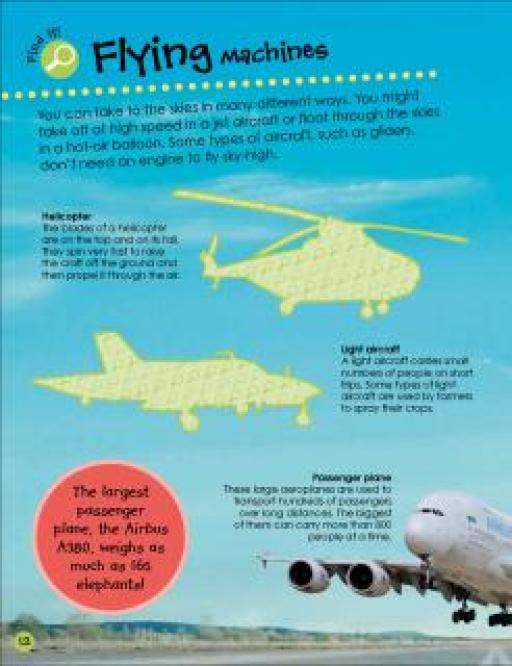 Find it!
Flying Machines
You can take to the skies in many different ways. You might
take off at high speed in a jet aircraft or float through the skies
in a hot-air balloon. Some types of aircraft, such as gliders,
don't need an engine to fly sky-high.
Helicopter
The blades of a helicopter
are on the top and on its tail.
They spin very fast to raise
the craft off the ground and
then propel it through the air.
Light aircraft
A light aircraft carries small
numbers of people on short
trips. Some types of light
aircraft are used by farmers
to spray their crops.
Passenger plane
These large aeroplanes are used to
transport hundreds of passengers
over long distances. The biggest
of them can carry more than 800
people at a time.
The largest
passenger
plane, the Airbus
A380, weighs as
much as 165
elephants!